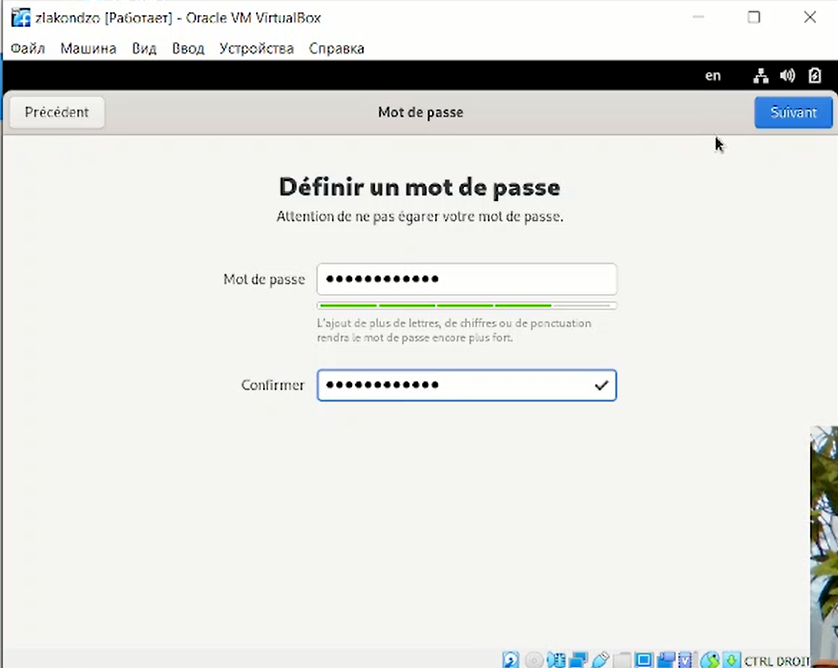 zlakondzo [Работает] - Oracle VM VirtualBox
Файл Машина Вид Ввод Устройства Справка
en
Précédent Mot de passe Suivant
Définir un mot de passe
Attention de ne pas égarer votre mot de passe.
Mot de passe ●●●●●●●●●●●●
L'ajout de plus de lettres, de chiffres ou de ponctuation
rendra le mot de passe encore plus fort.
Confirmer ●●●●●●●●●●●●
CTRL DROIT